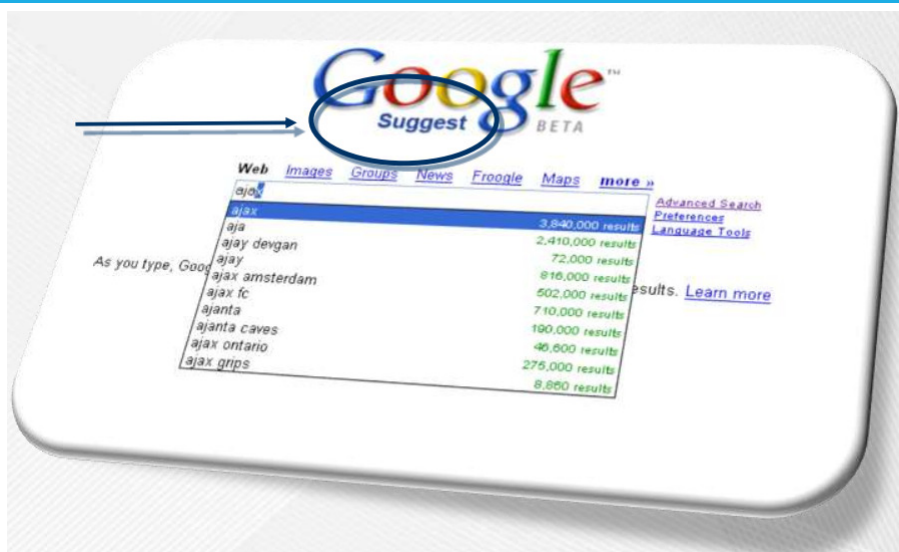 Google™
Suggest BETA
Web Images Groups News Froogle Maps more »
ajax
Advanced Search
Preferences
Language Tools
ajax 3,840,000 results
aja 2,410,000 results
ajay devgan 72,000 results
ajay 816,000 results
ajax amsterdam 502,000 results
ajax fc 710,000 results
ajanta 190,000 results
ajanta caves 46,600 results
ajax ontario 275,000 results
ajax grips 8,860 results
As you type, Goog
esults. Learn more